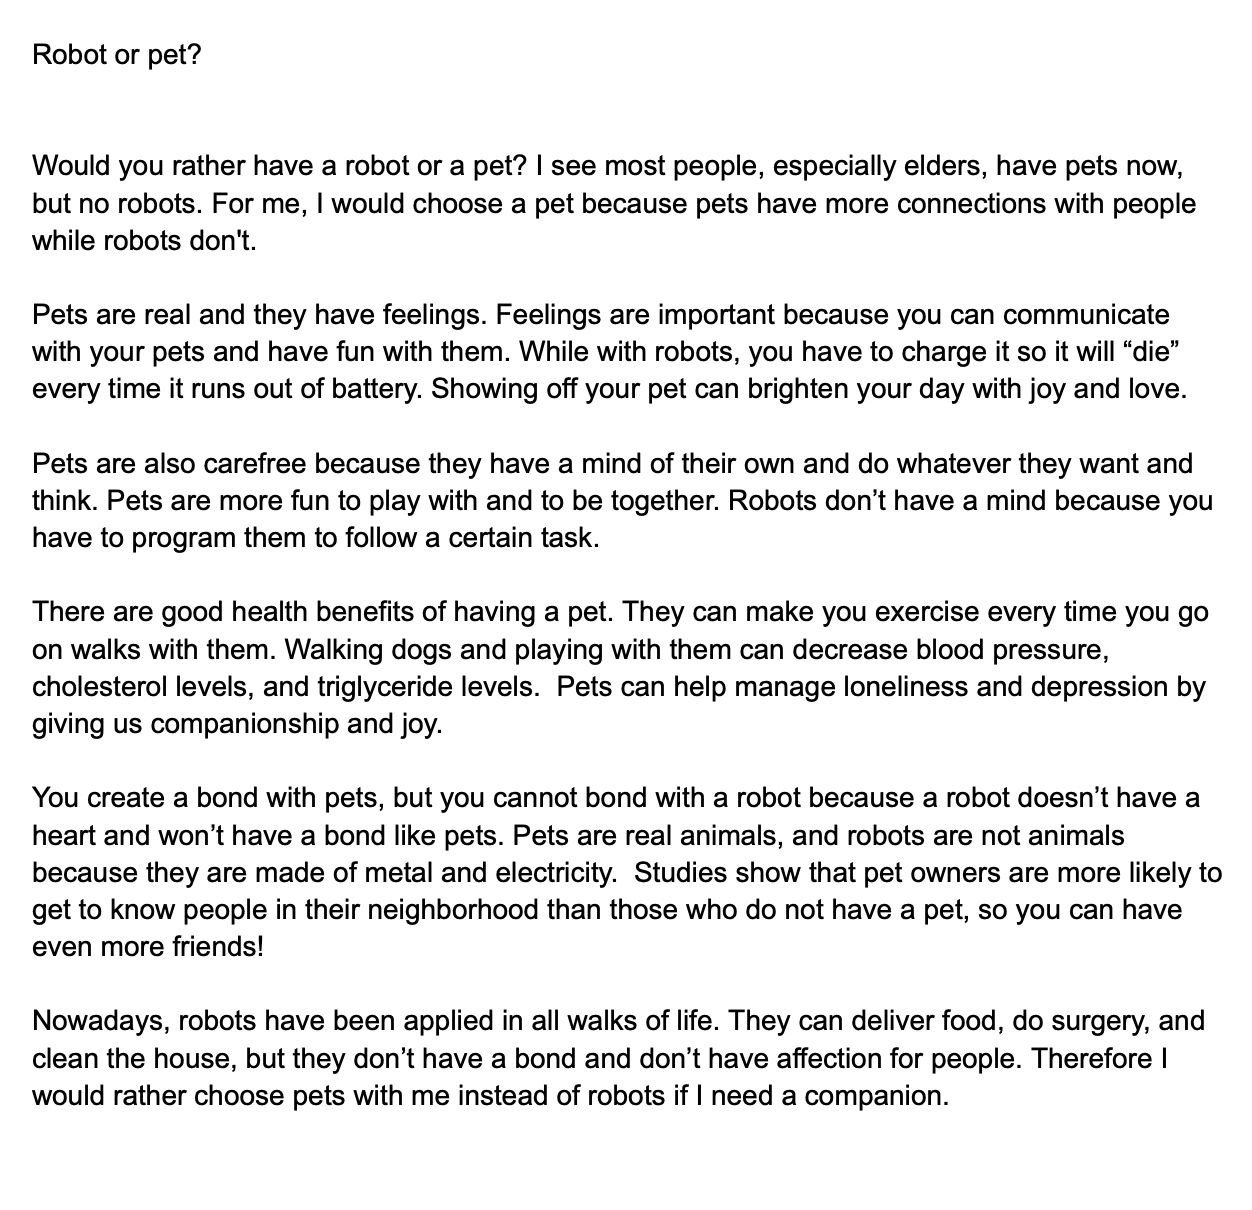 Robot or pet?
Would you rather have a robot or a pet? I see most people, especially elders, have pets now,
but no robots. For me, I would choose a pet because pets have more connections with people
while robots don't.
Pets are real and they have feelings. Feelings are important because you can communicate
with your pets and have fun with them. While with robots, you have to charge it so it will “die”
every time it runs out of battery. Showing off your pet can brighten your day with joy and love.
Pets are also carefree because they have a mind of their own and do whatever they want and
think. Pets are more fun to play with and to be together. Robots don’t have a mind because you
have to program them to follow a certain task.
There are good health benefits of having a pet. They can make you exercise every time you go
on walks with them. Walking dogs and playing with them can decrease blood pressure,
cholesterol levels, and triglyceride levels.  Pets can help manage loneliness and depression by
giving us companionship and joy.
You create a bond with pets, but you cannot bond with a robot because a robot doesn’t have a
heart and won’t have a bond like pets. Pets are real animals, and robots are not animals
because they are made of metal and electricity.  Studies show that pet owners are more likely to
get to know people in their neighborhood than those who do not have a pet, so you can have
even more friends!
Nowadays, robots have been applied in all walks of life. They can deliver food, do surgery, and
clean the house, but they don’t have a bond and don’t have affection for people. Therefore I
would rather choose pets with me instead of robots if I need a companion.